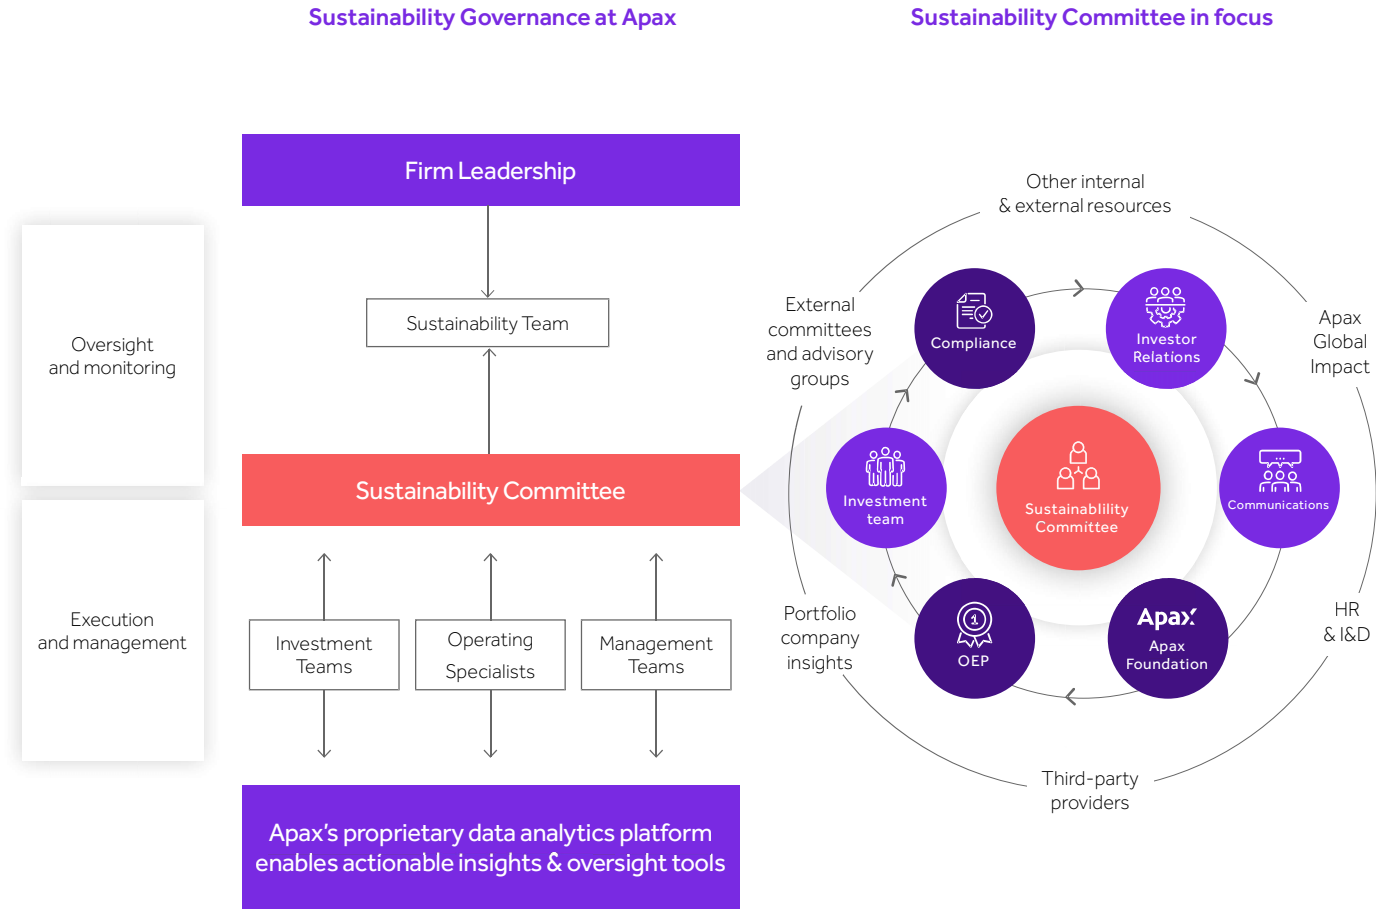 Sustainability Governance at Apax
Sustainability Committee in focus
Firm Leadership
Sustainability Team
Oversight
and monitoring
Sustainability Committee
Execution
and management
Investment
Teams
Operating
Specialists
Management
Teams
Apax’s proprietary data analytics platform
enables actionable insights & oversight tools
Other internal
& external resources
External
committees
and advisory
groups
Apax
Global
Impact
Compliance
Investor
Relations
Investment
team
Sustainablility
Committee
Communications
Portfolio
company
insights
OEP
Apax
Apax
Foundation
HR
& I&D
Third-party
providers